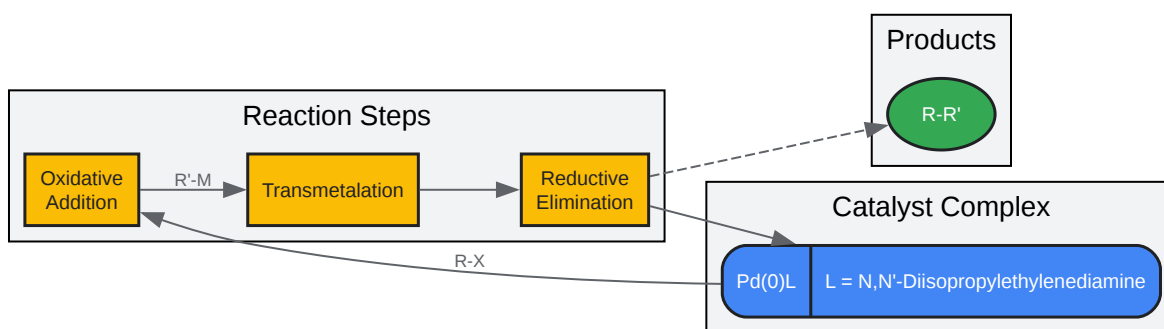 Products
R-R'
Reaction Steps
Oxidative
Addition
R'-M
Transmetalation
Reductive
Elimination
Catalyst Complex
R-X
Pd(0)L
L = N,N'-Diisopropylethylenediamine